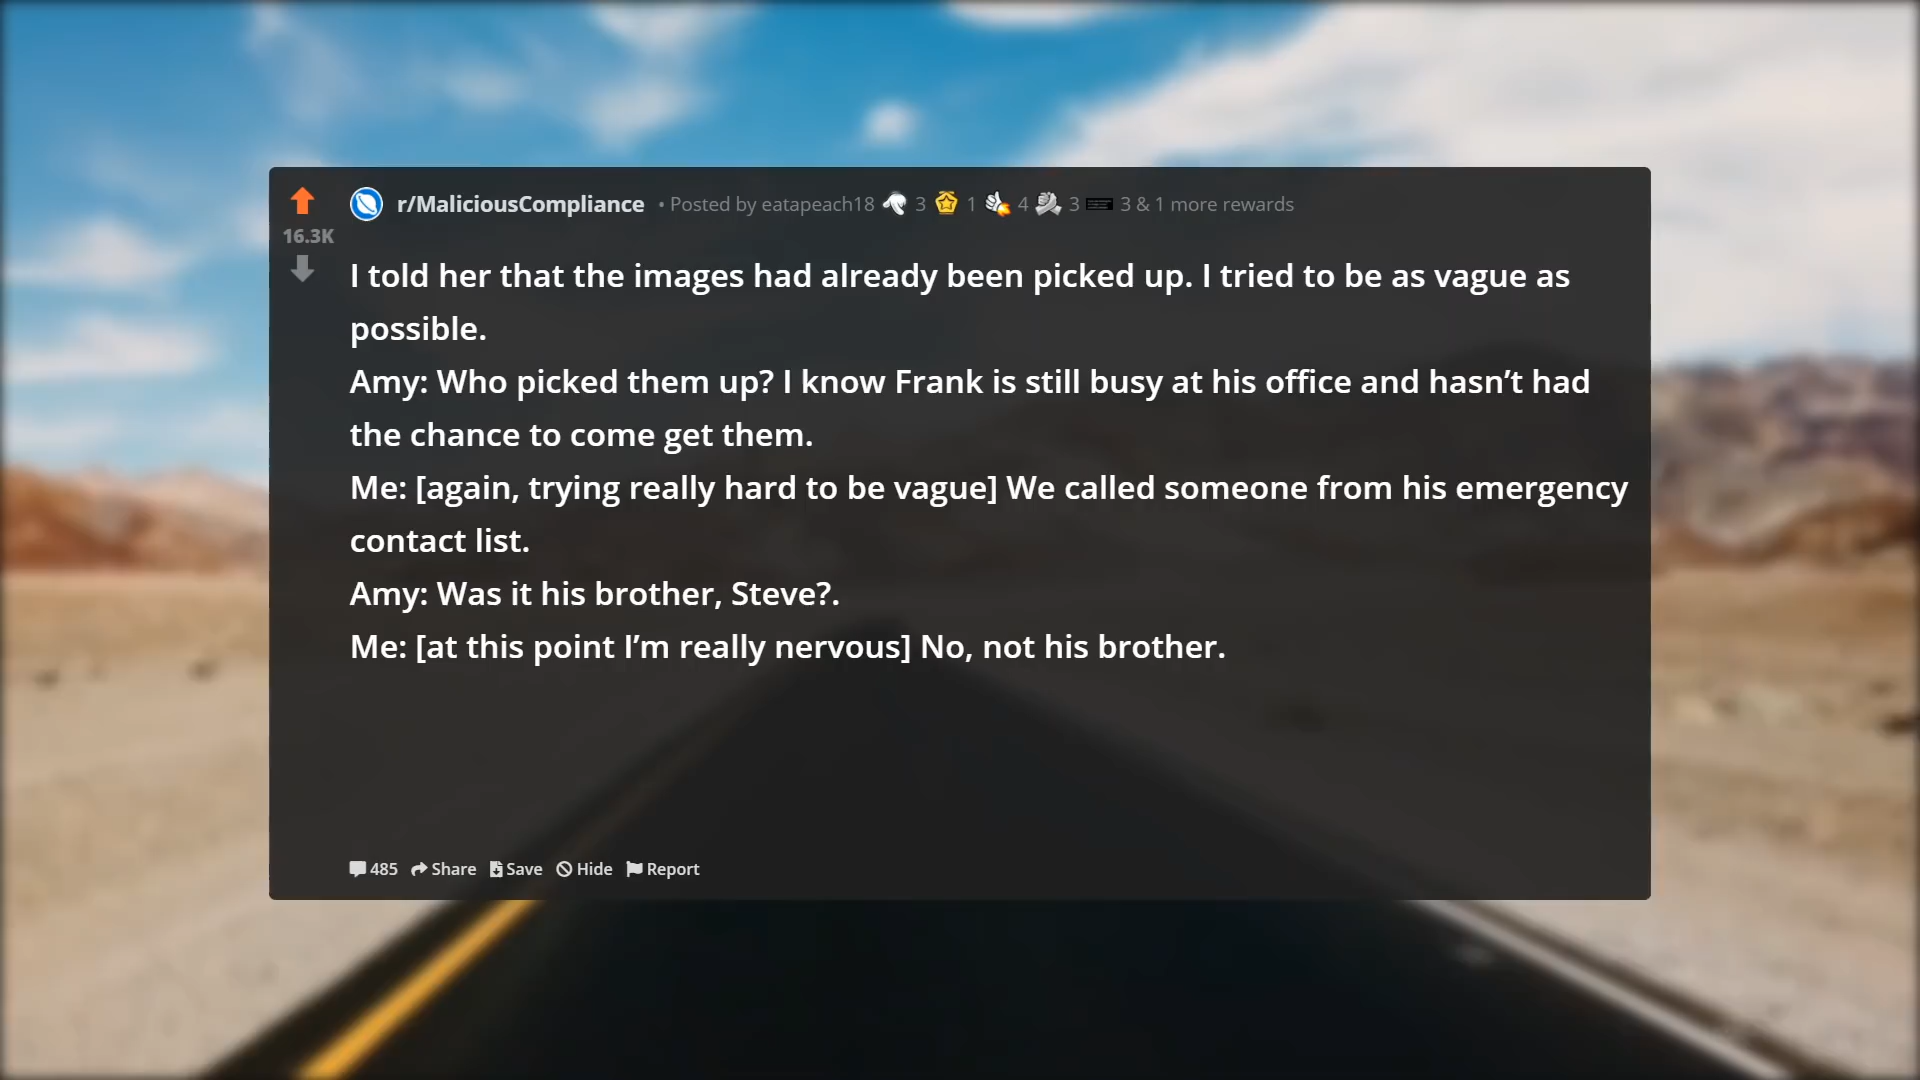 r/MaliciousCompliance • Posted by eatapeach18 3 1 4 3 3 & 1 more rewards
16.3K
I told her that the images had already been picked up. I tried to be as vague as
possible.
Amy: Who picked them up? I know Frank is still busy at his office and hasn’t had
the chance to come get them.
Me: [again, trying really hard to be vague] We called someone from his emergency
contact list.
Amy: Was it his brother, Steve?.
Me: [at this point I’m really nervous] No, not his brother.
485 Share Save Hide Report